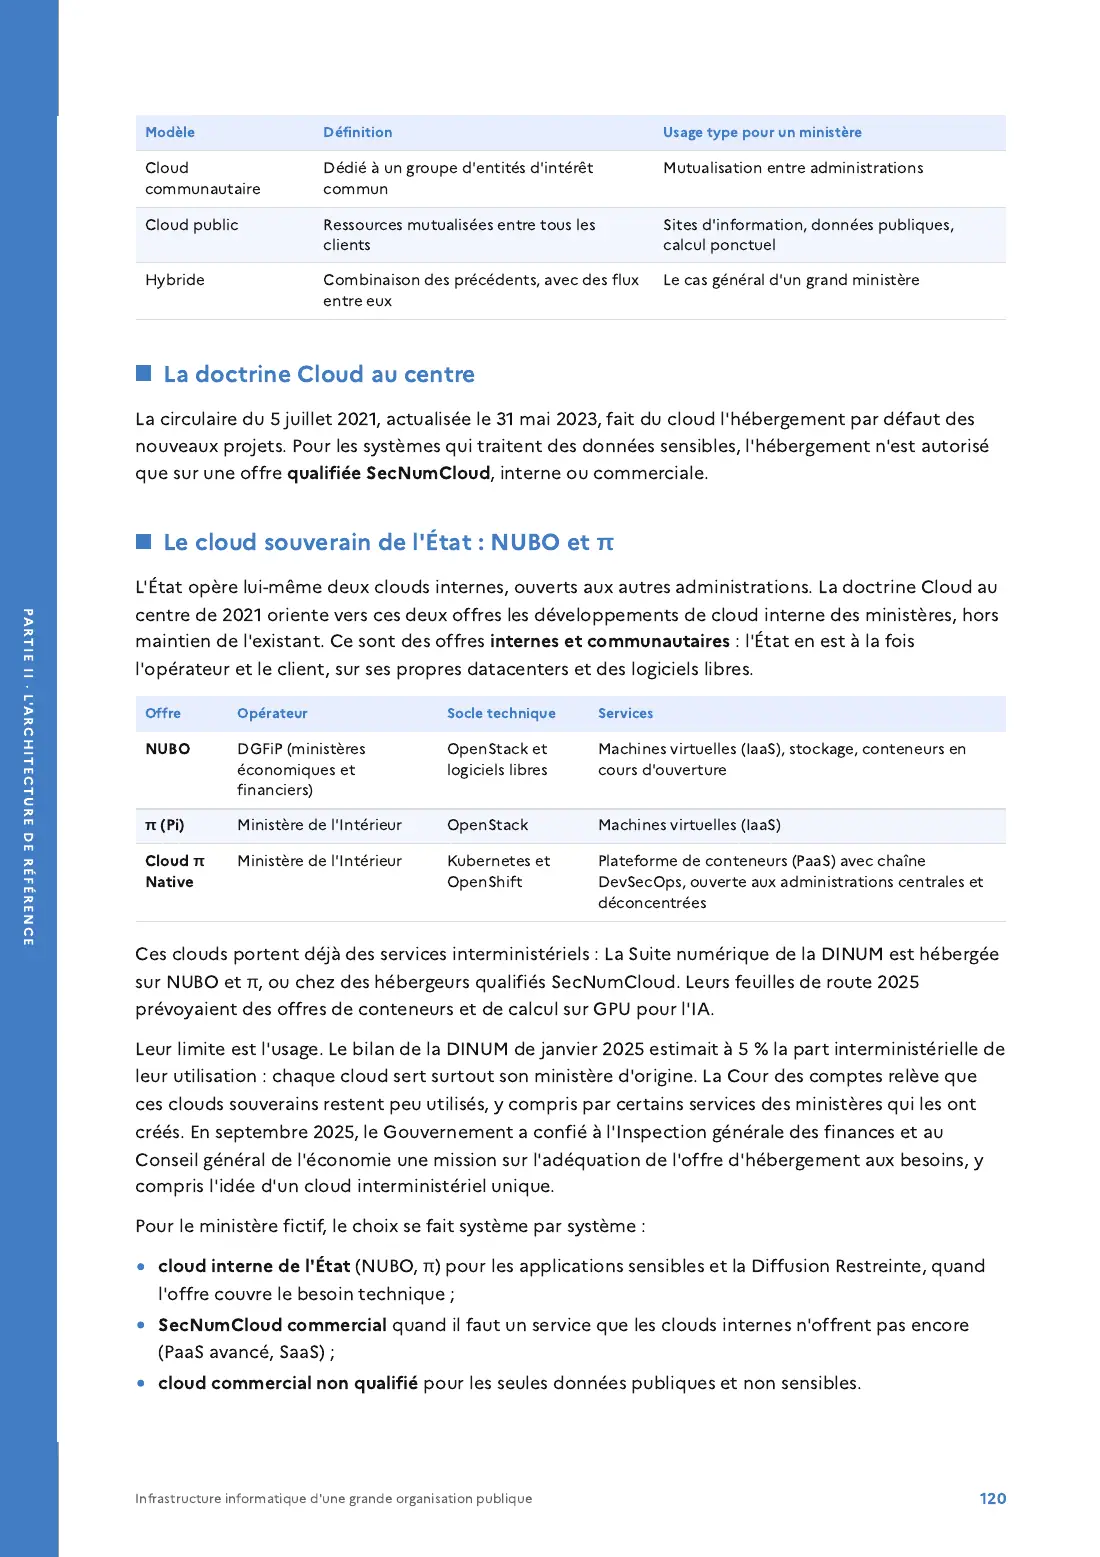 Modèle Définition Usage type pour un ministère
Cloud communautaire Dédié à un groupe d'entités d'intérêt commun Mutualisation entre administrations
Cloud public Ressources mutualisées entre tous les clients Sites d'information, données publiques, calcul ponctuel
Hybride Combinaison des précédents, avec des flux entre eux Le cas général d'un grand ministère
La doctrine Cloud au centre
La circulaire du 5 juillet 2021, actualisée le 31 mai 2023, fait du cloud l'hébergement par défaut des
nouveaux projets. Pour les systèmes qui traitent des données sensibles, l'hébergement n'est autorisé
que sur une offre qualifiée SecNumCloud, interne ou commerciale.
Le cloud souverain de l'État : NUBO et π
L'État opère lui-même deux clouds internes, ouverts aux autres administrations. La doctrine Cloud au
centre de 2021 oriente vers ces deux offres les développements de cloud interne des ministères, hors
maintien de l'existant. Ce sont des offres internes et communautaires : l'État en est à la fois
l'opérateur et le client, sur ses propres datacenters et des logiciels libres.
Offre Opérateur Socle technique Services
NUBO DGFiP (ministères économiques et financiers) OpenStack et logiciels libres Machines virtuelles (IaaS), stockage, conteneurs en cours d'ouverture
π (Pi) Ministère de l'Intérieur OpenStack Machines virtuelles (IaaS)
Cloud π Native Ministère de l'Intérieur Kubernetes et OpenShift Plateforme de conteneurs (PaaS) avec chaîne DevSecOps, ouverte aux administrations centrales et déconcentrées
Ces clouds portent déjà des services interministériels : La Suite numérique de la DINUM est hébergée
sur NUBO et π, ou chez des hébergeurs qualifiés SecNumCloud. Leurs feuilles de route 2025
prévoyaient des offres de conteneurs et de calcul sur GPU pour l'IA.
Leur limite est l'usage. Le bilan de la DINUM de janvier 2025 estimait à 5 % la part interministérielle de
leur utilisation : chaque cloud sert surtout son ministère d'origine. La Cour des comptes relève que
ces clouds souverains restent peu utilisés, y compris par certains services des ministères qui les ont
créés. En septembre 2025, le Gouvernement a confié à l'Inspection générale des finances et au
Conseil général de l'économie une mission sur l'adéquation de l'offre d'hébergement aux besoins, y
compris l'idée d'un cloud interministériel unique.
Pour le ministère fictif, le choix se fait système par système :
• cloud interne de l'État (NUBO, π) pour les applications sensibles et la Diffusion Restreinte, quand
l'offre couvre le besoin technique ;
• SecNumCloud commercial quand il faut un service que les clouds internes n'offrent pas encore
(PaaS avancé, SaaS) ;
• cloud commercial non qualifié pour les seules données publiques et non sensibles.
PARTIE II · L'ARCHITECTURE DE RÉFÉRENCE
Infrastructure informatique d'une grande organisation publique 120